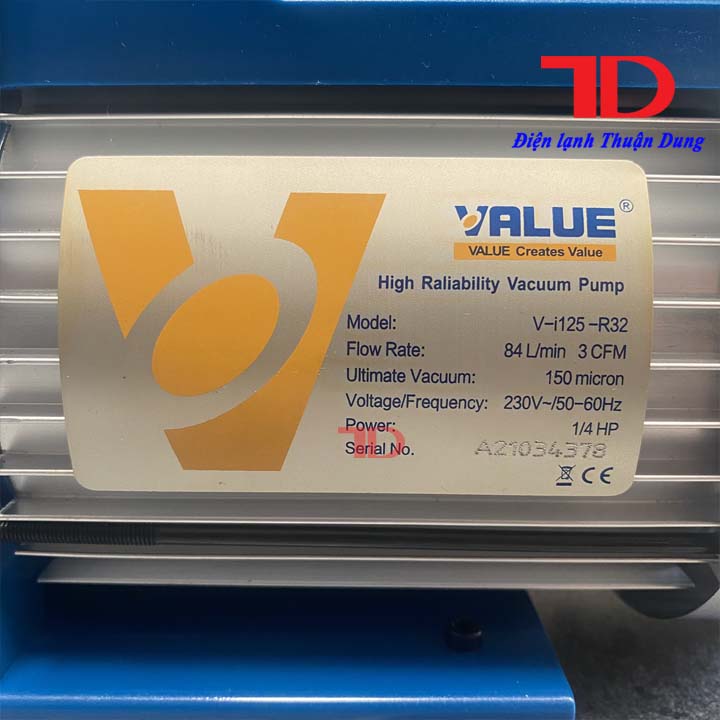 TD
Điện lạnh Thuận Dung
VALUE®
VALUE Creates Value
High Raliability Vacuum Pump
Model: V-i125-R32
Flow Rate: 84 L/min 3 CFM
Ultimate Vacuum: 150 micron
Voltage/Frequency: 230V~/50-60Hz
Power: 1/4 HP
TD
Serial No. A21034378
CE